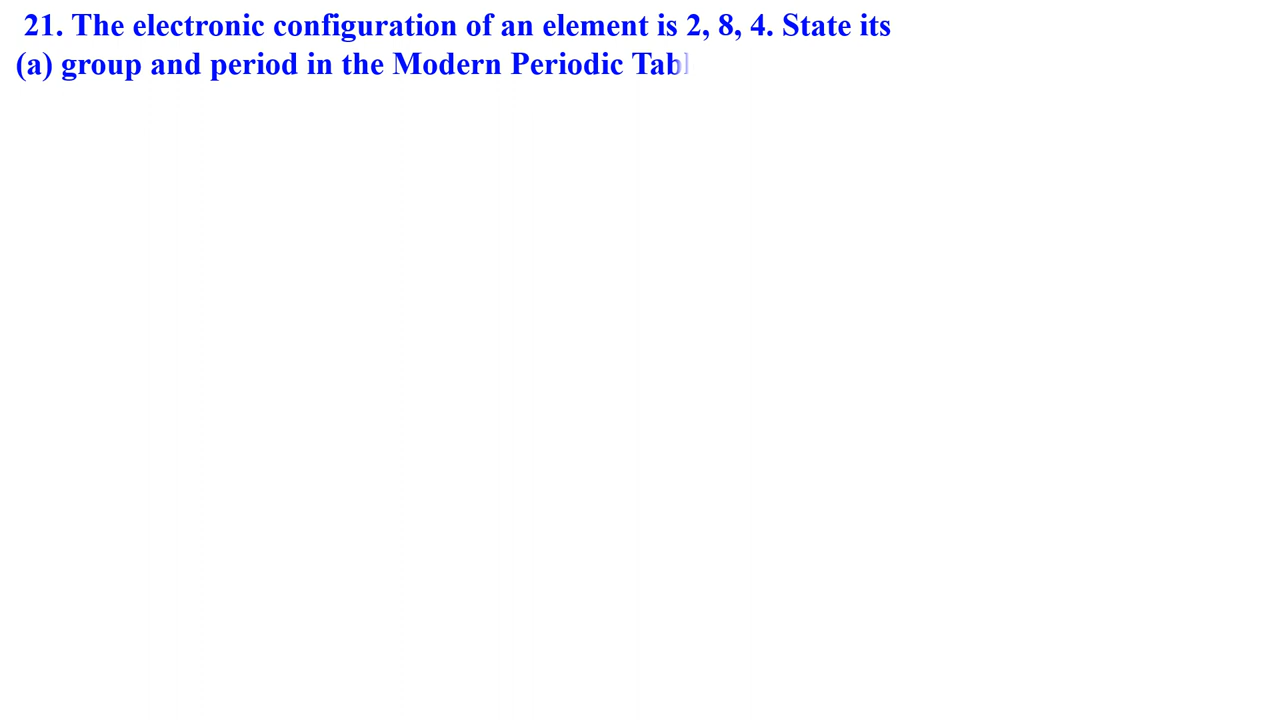 21. The electronic configuration of an element is 2, 8, 4. State its
(a) group and period in the Modern Periodic Tabl